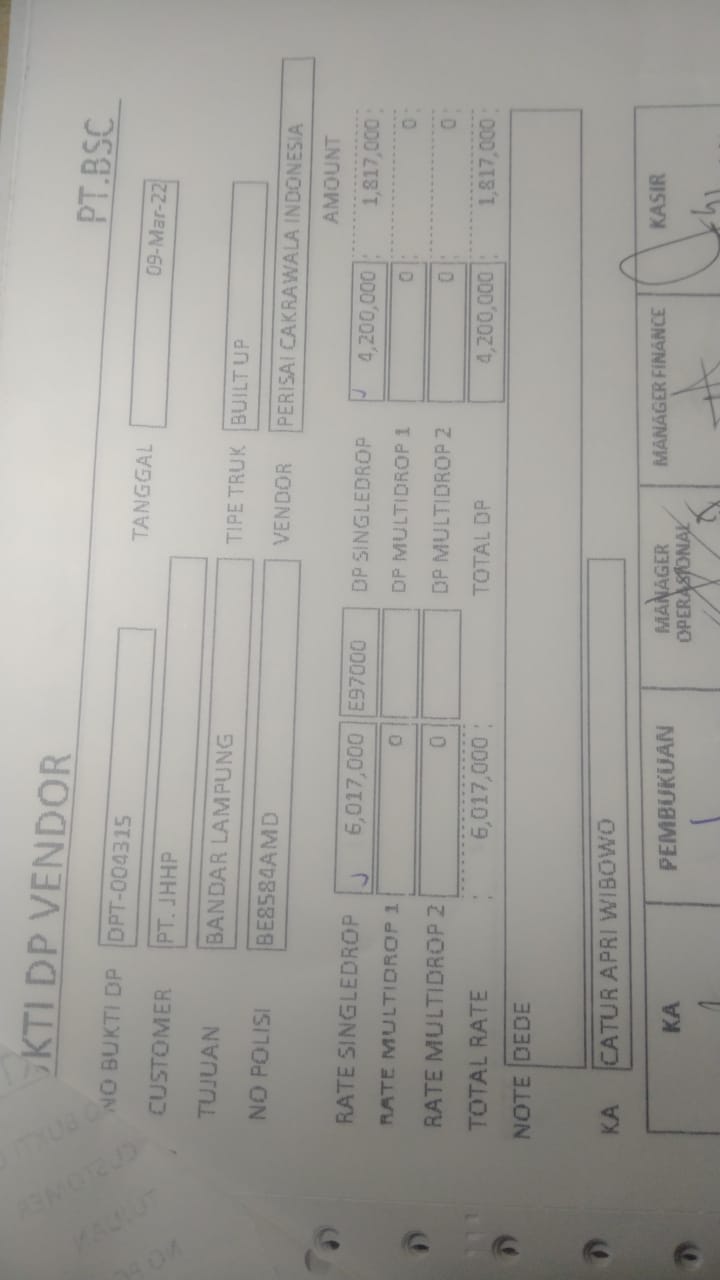 KTI DP VENDOR PT.BSC
NO BUKTI DP DPT-004315 TANGGAL 09-Mar-22
CUSTOMER PT. JHHP
TUJUAN BANDAR LAMPUNG TIPE TRUK BUILT UP
NO POLISI BE8584AMD VENDOR PERISAI CAKRAWALA INDONESIA
AMOUNT
RATE SINGLEDROP 6,017,000 E97000 DP SINGLEDROP 4,200,000 1,817,000
RATE MULTIDROP 1 0 DP MULTIDROP 1 0 0
RATE MULTIDROP 2 0 DP MULTIDROP 2 0 0
TOTAL RATE : 6,017,000 : TOTAL DP 4,200,000 : 1,817,000 :
NOTE DEDE
KA CATUR APRI WIBOWO
KA PEMBUKUAN MANAGER OPERASIONAL MANAGER FINANCE KASIR